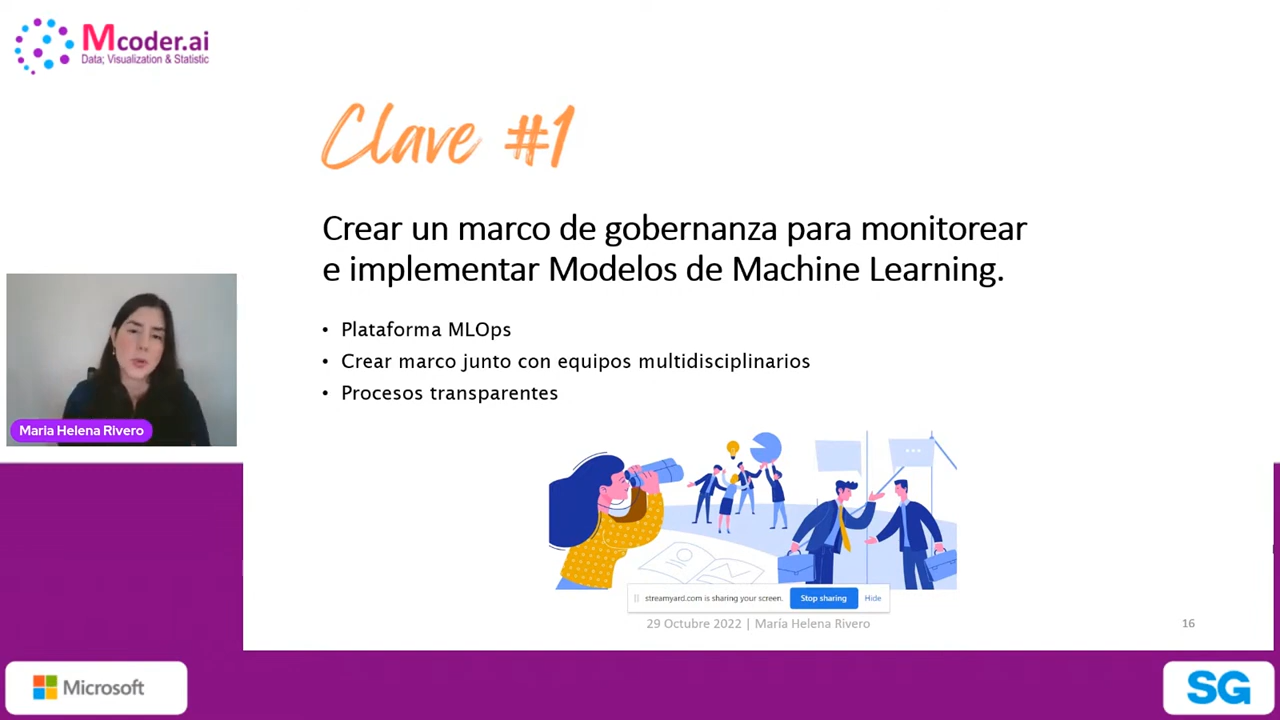 Mcoder.ai
Data; Visualization & Statistic
Clave #1
Crear un marco de gobernanza para monitorear
e implementar Modelos de Machine Learning.
• Plataforma MLOps
• Crear marco junto con equipos multidisciplinarios
• Procesos transparentes
Maria Helena Rivero
streamyard.com is sharing your screen.
Stop sharing
Hide
29 Octubre 2022 | María Helena Rivero
16
Microsoft
SG